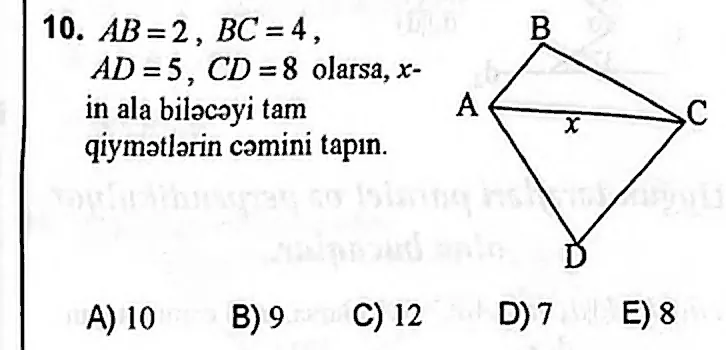 10. AB = 2, BC = 4,
AD = 5, CD = 8 olarsa, x-
in ala biləcəyi tam
qiymətlərin cəmini tapın.
B
A
C
x
D
A) 10 B) 9 C) 12 D) 7 E) 8